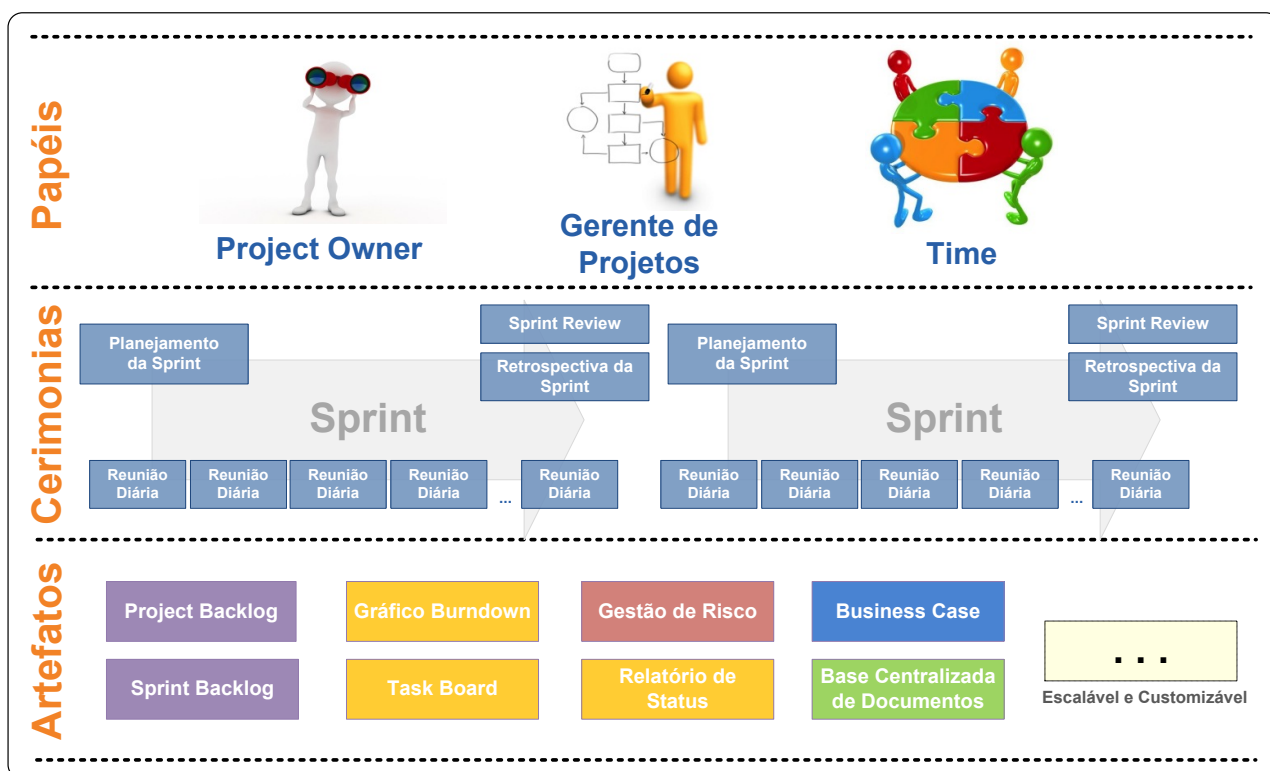 Papéis
Project Owner
Gerente de
Projetos
Time
Cerimonias
Planejamento
da Sprint
Sprint Review
Retrospectiva da
Sprint
Sprint
Reunião
Diária
Reunião
Diária
Reunião
Diária
Reunião
Diária
...
Reunião
Diária
Planejamento
da Sprint
Sprint Review
Retrospectiva da
Sprint
Sprint
Reunião
Diária
Reunião
Diária
Reunião
Diária
Reunião
Diária
...
Reunião
Diária
Artefatos
Project Backlog
Gráfico Burndown
Gestão de Risco
Business Case
Sprint Backlog
Task Board
Relatório de
Status
Base Centralizada
de Documentos
. . .
Escalável e Customizável